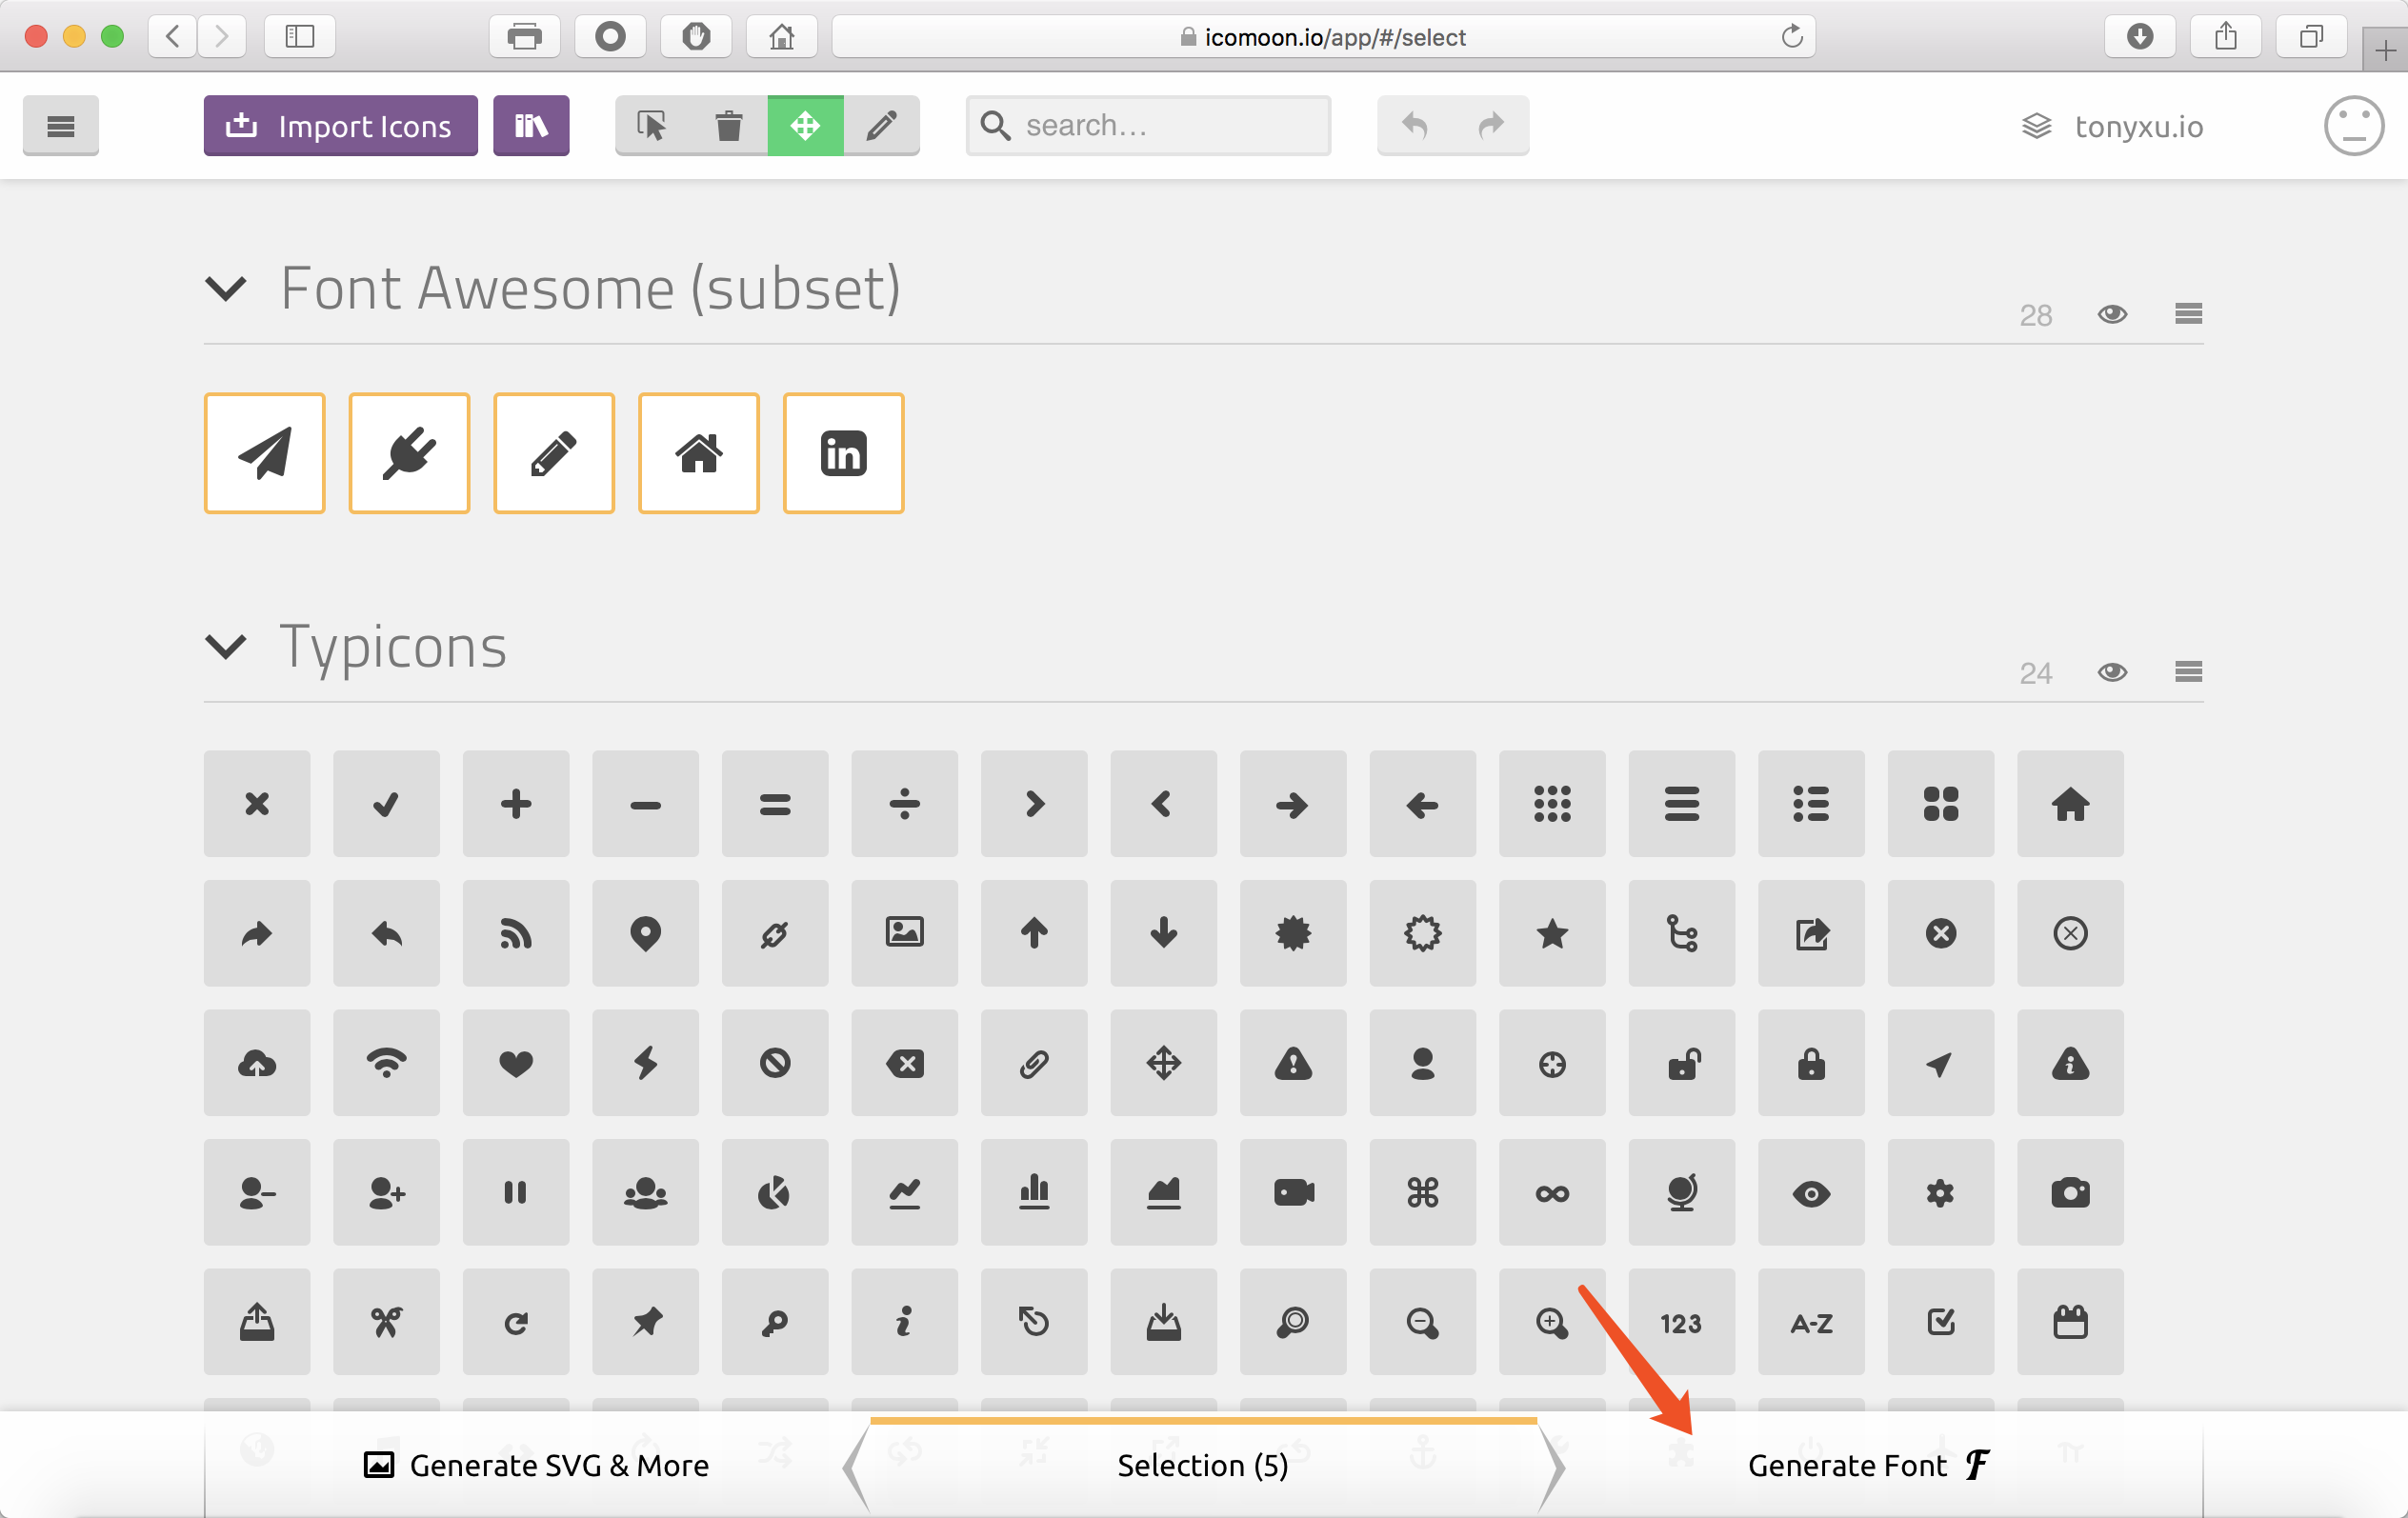 icomoon.io/app/#/select
Import Icons
search...
tonyxu.io
Font Awesome (subset)
28
in
Typicons
24
123
A-Z
Generate SVG & More
Selection (5)
Generate Font